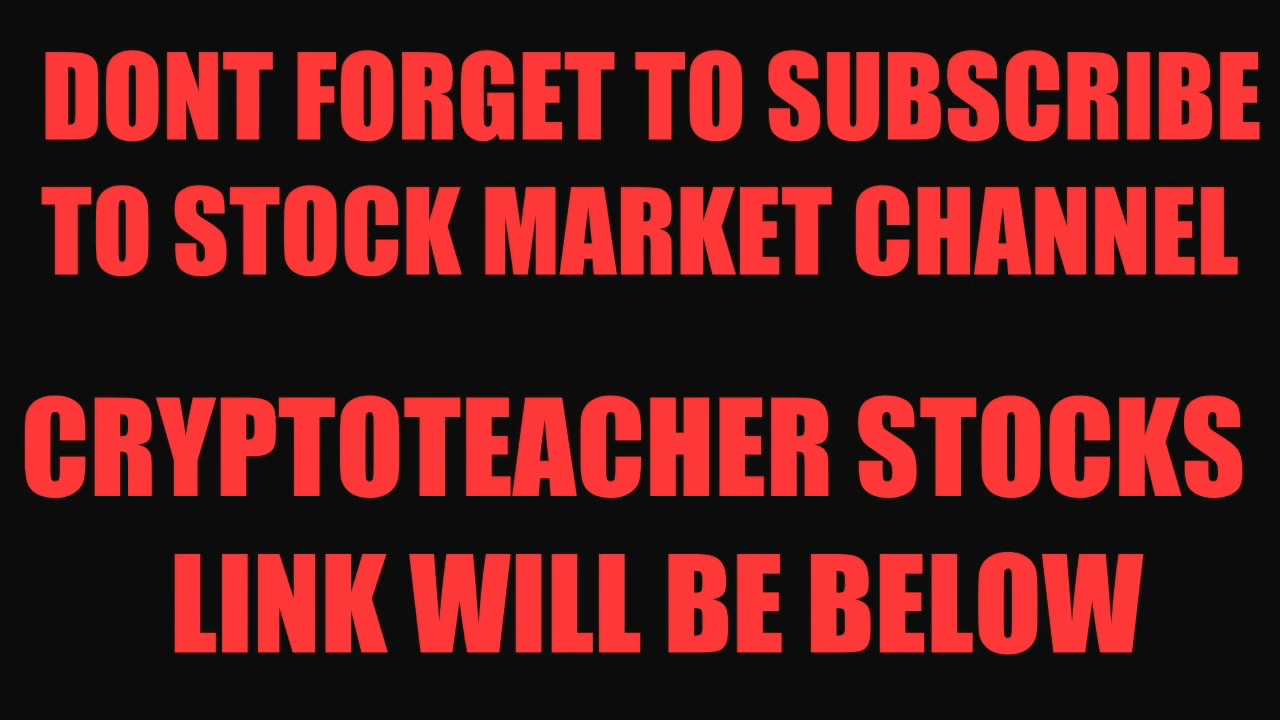 DONT FORGET TO SUBSCRIBE
TO STOCK MARKET CHANNEL
CRYPTOTEACHER STOCKS
LINK WILL BE BELOW